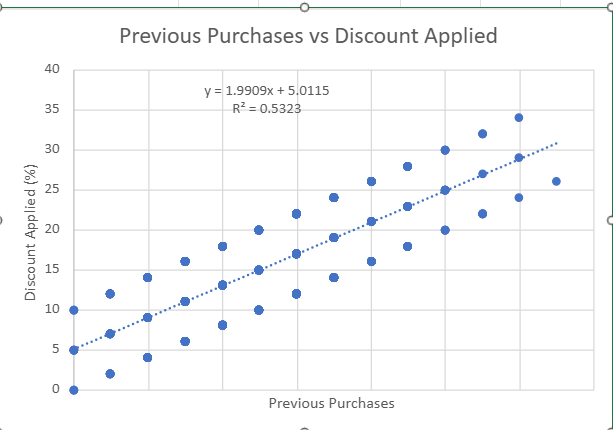 Previous Purchases vs Discount Applied
40
y = 1.9909x + 5.0115
35
R² = 0.5323
30
25
20
15
10
5
0
Discount Applied (%)
Previous Purchases